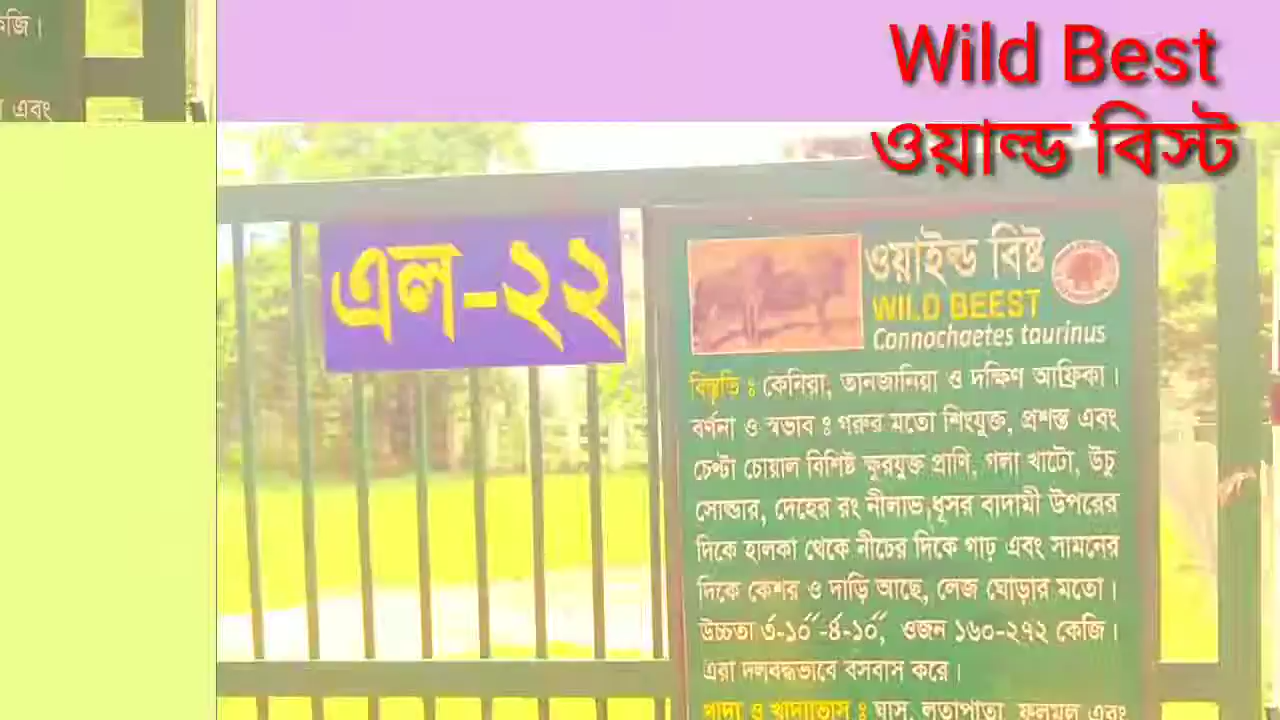 কেজি।
এবং
Wild Best
ওয়াল্ড বিস্ট
এল-২২
ওয়াইল্ড বিষ্ট
WILD BEEST
Connochaetes taurinus
বিস্তৃতি : কেনিয়া, তানজানিয়া ও দক্ষিণ আফ্রিকা।
বর্ণনা ও স্বভাব : গরুর মতো শিংযুক্ত, প্রশস্ত এবং
চেপ্টা চোয়াল বিশিষ্ট ক্ষুরযুক্ত প্রাণি, গলা খাটো, উচু
সোল্ডার, দেহের রং নীলাভ,ধূসর বাদামী উপরের
দিকে হালকা থেকে নীচের দিকে গাঢ় এবং সামনের
দিকে কেশর ও দাড়ি আছে, লেজ ঘোড়ার মতো।
উচ্চতা ৩'-১০"-৪'-১০", ওজন ১৬০-২৭২ কেজি।
এরা দলবদ্ধভাবে বসবাস করে।
খাদ্য ও খাদ্যাভাস : ঘাস, লতাপাতা, ফলমূল এবং